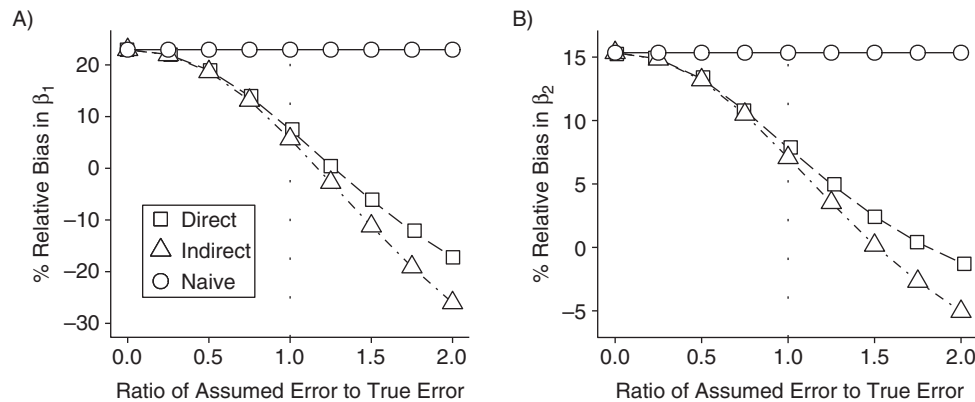 A)
% Relative Bias in β1
20
10
0
−10
−20
−30
Direct
Indirect
Naive
0.0 0.5 1.0 1.5 2.0
Ratio of Assumed Error to True Error
B)
% Relative Bias in β2
15
10
5
0
−5
0.0 0.5 1.0 1.5 2.0
Ratio of Assumed Error to True Error